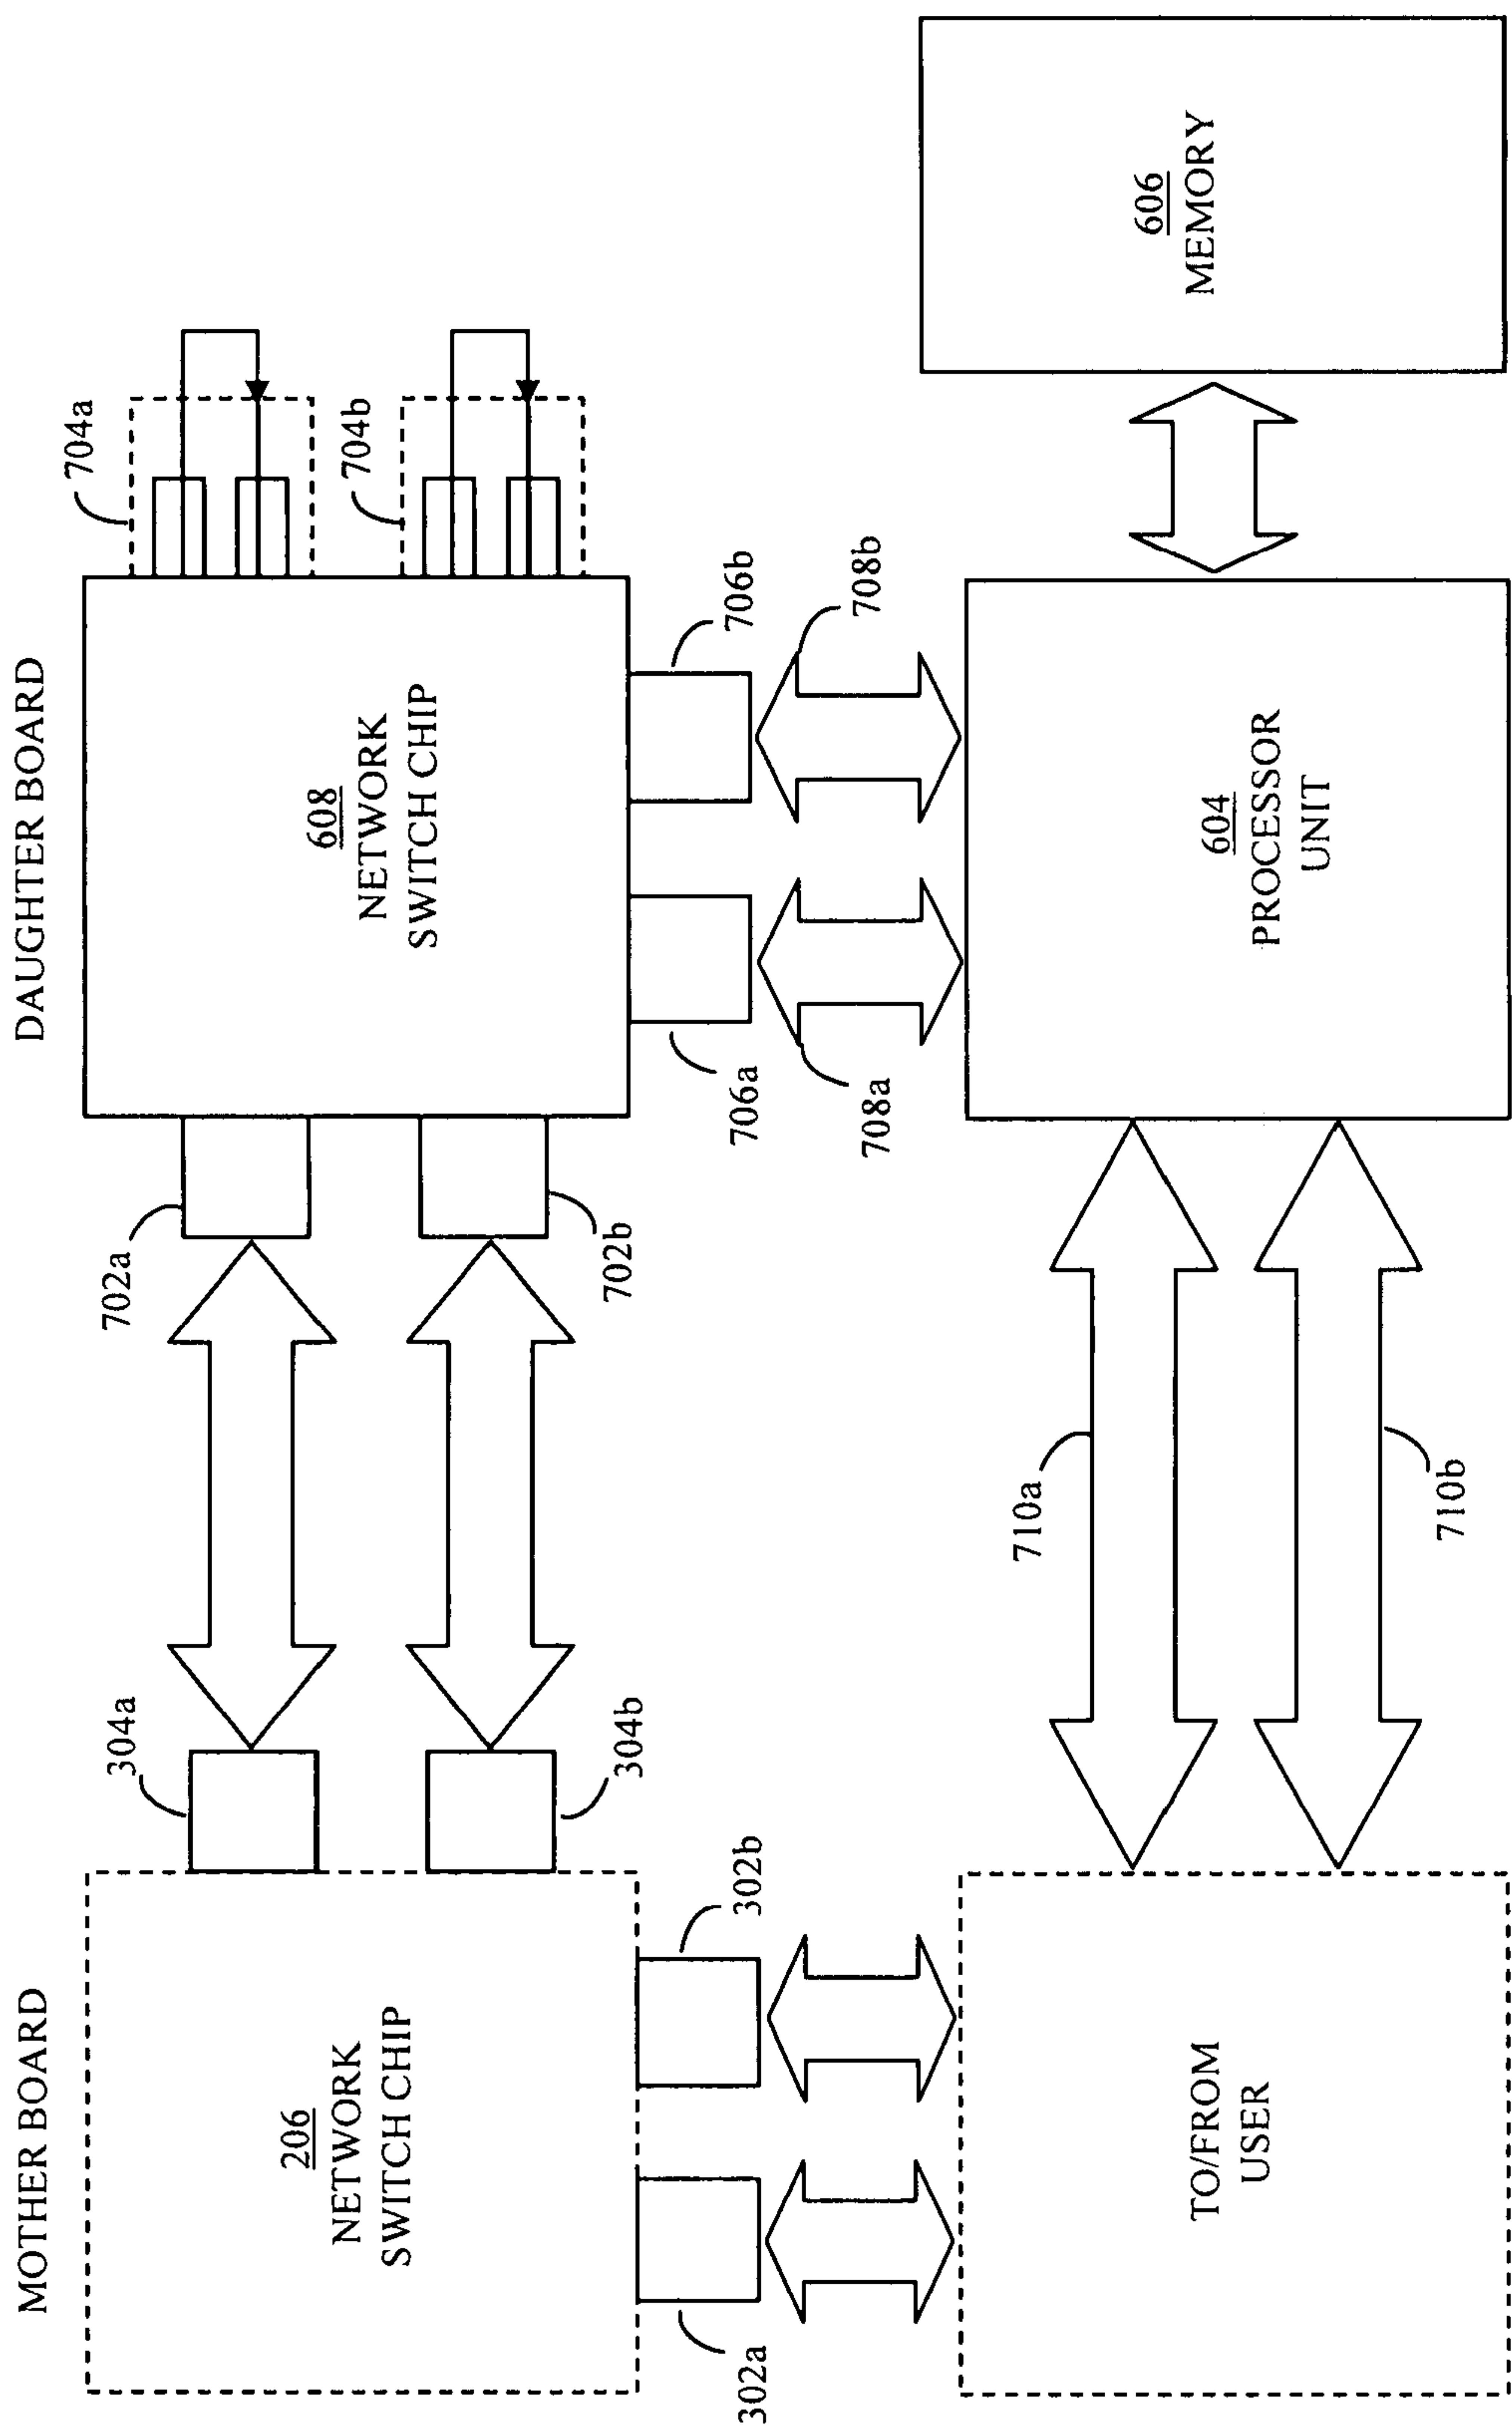 MOTHER BOARD
DAUGHTER BOARD
206
NETWORK
SWITCH CHIP
304a
304b
302a
302b
702a
702b
608
NETWORK
SWITCH CHIP
704a
704b
706a
706b
708a
708b
TO/FROM
USER
710a
710b
604
PROCESSOR
UNIT
606
MEMORY